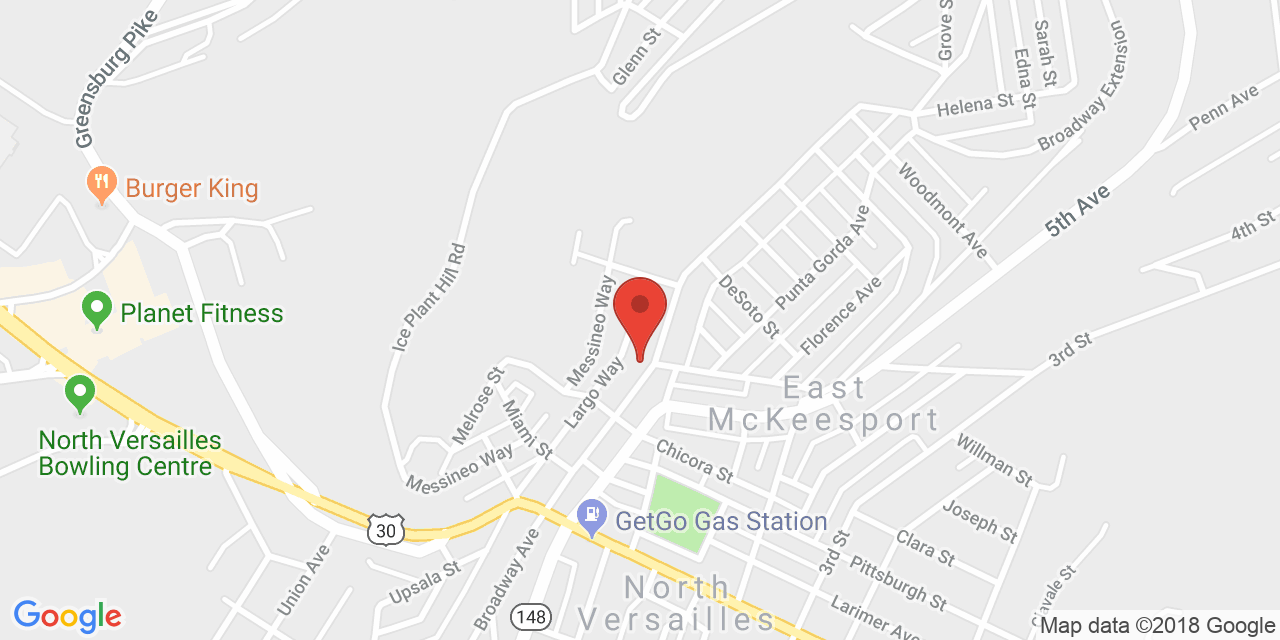 Greensburg Pike
Glenn St
Grove S
Sarah St
Edna St
Helena St
Broadway Extension
Penn Ave
Burger King
Woodmont Ave
5th Ave
4th St
Ice Plant Hill Rd
Punta Gorda Ave
DeSoto St
Florence Ave
Messineo Way
Planet Fitness
3rd St
Largo Way
Melrose St
Miami St
East
McKeesport
North Versailles
Bowling Centre
Messineo Way
Chicora St
Willman St
Joseph St
30
GetGo Gas Station
Clara St
3rd St
Pittsburgh St
Larimer Ave
Union Ave
Upsala St
Broadway Ave
148
North
Versailles
Google
Map data ©2018 Google